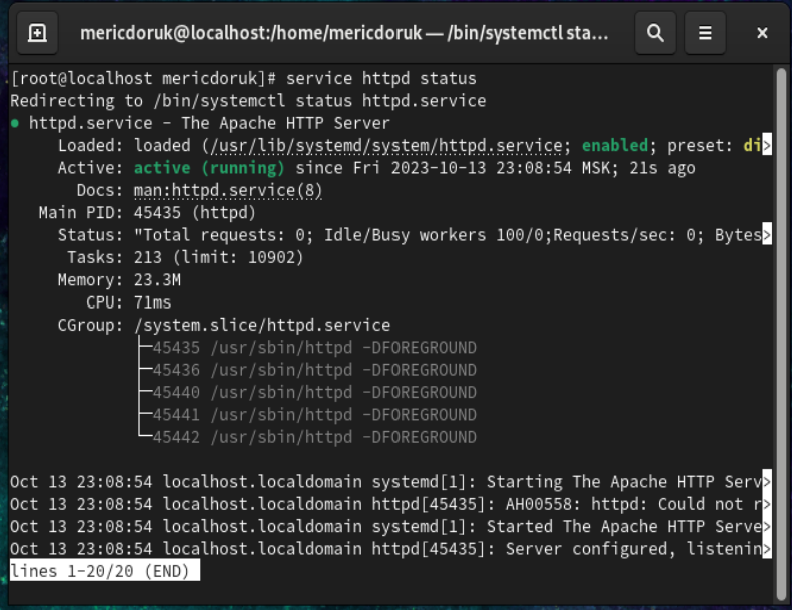 mericdoruk@localhost:/home/mericdoruk — /bin/systemctl sta...
[root@localhost mericdoruk]# service httpd status
Redirecting to /bin/systemctl status httpd.service
● httpd.service - The Apache HTTP Server
Loaded: loaded (/usr/lib/systemd/system/httpd.service; enabled; preset: di>
Active: active (running) since Fri 2023-10-13 23:08:54 MSK; 21s ago
Docs: man:httpd.service(8)
Main PID: 45435 (httpd)
Status: "Total requests: 0; Idle/Busy workers 100/0;Requests/sec: 0; Bytes>
Tasks: 213 (limit: 10902)
Memory: 23.3M
CPU: 71ms
CGroup: /system.slice/httpd.service
├─45435 /usr/sbin/httpd -DFOREGROUND
├─45436 /usr/sbin/httpd -DFOREGROUND
├─45440 /usr/sbin/httpd -DFOREGROUND
├─45441 /usr/sbin/httpd -DFOREGROUND
└─45442 /usr/sbin/httpd -DFOREGROUND
Oct 13 23:08:54 localhost.localdomain systemd[1]: Starting The Apache HTTP Serv>
Oct 13 23:08:54 localhost.localdomain httpd[45435]: AH00558: httpd: Could not r>
Oct 13 23:08:54 localhost.localdomain systemd[1]: Started The Apache HTTP Serve>
Oct 13 23:08:54 localhost.localdomain httpd[45435]: Server configured, listenin>
lines 1-20/20 (END)